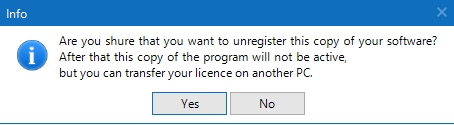 Info
Are you shure that you want to unregister this copy of your software?
After that this copy of the program will not be active,
but you can transfer your licence on another PC.
Yes No